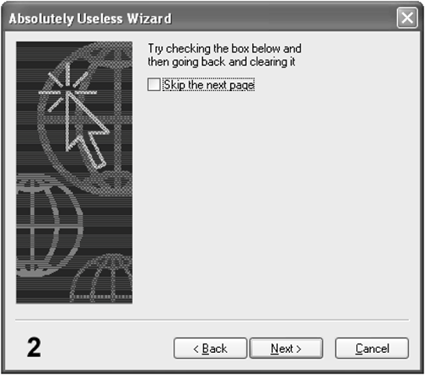 Absolutely Useless Wizard
Try checking the box below and
then going back and clearing it
Skip the next page
2
< Back
Next >
Cancel